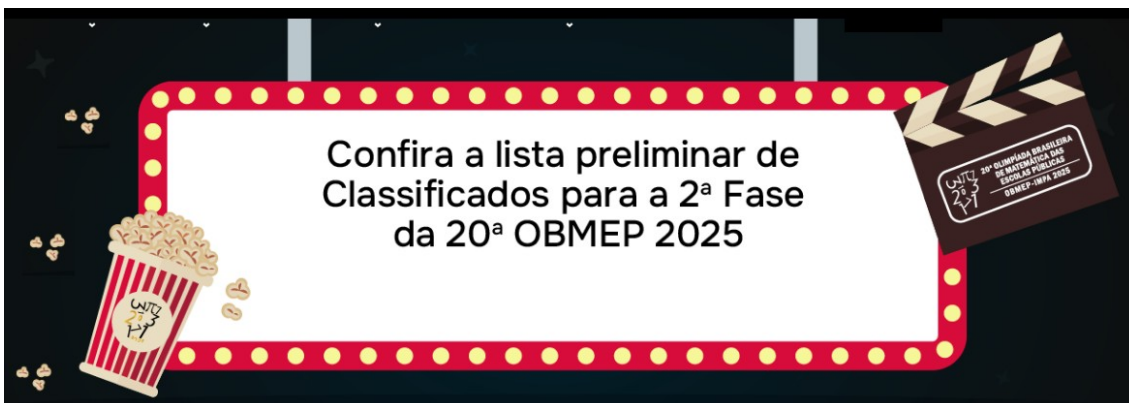 Confira a lista preliminar de
Classificados para a 2ª Fase
da 20ª OBMEP 2025
20ª OLIMPÍADA BRASILEIRA
DE MATEMÁTICA DAS
ESCOLAS PÚBLICAS
OBMEP-IMPA 2025